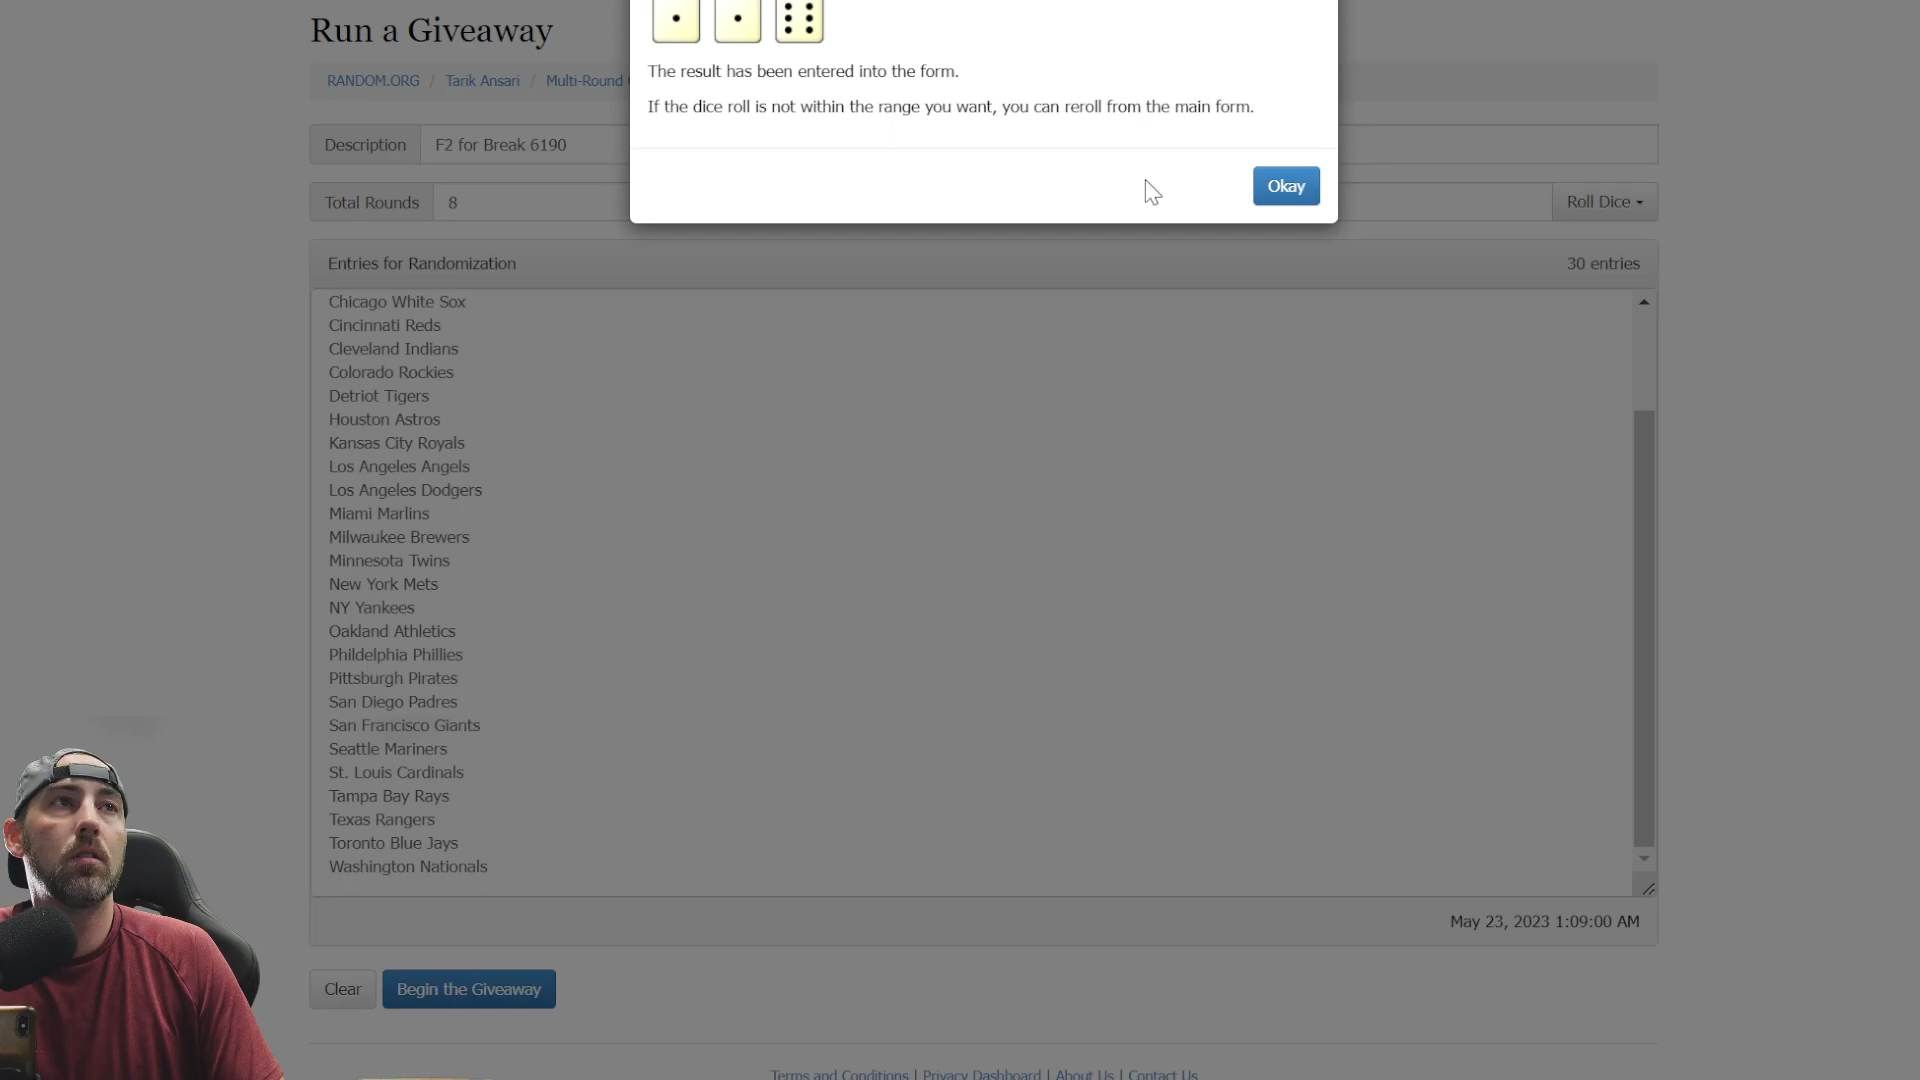 Run a Giveaway
RANDOM.ORG / Tarik Ansari / Multi-Round
The result has been entered into the form.
If the dice roll is not within the range you want, you can reroll from the main form.
Okay
Description F2 for Break 6190
Total Rounds 8 Roll Dice
Entries for Randomization 30 entries
Chicago White Sox
Cincinnati Reds
Cleveland Indians
Colorado Rockies
Detriot Tigers
Houston Astros
Kansas City Royals
Los Angeles Angels
Los Angeles Dodgers
Miami Marlins
Milwaukee Brewers
Minnesota Twins
New York Mets
NY Yankees
Oakland Athletics
Phildelphia Phillies
Pittsburgh Pirates
San Diego Padres
San Francisco Giants
Seattle Mariners
St. Louis Cardinals
Tampa Bay Rays
Texas Rangers
Toronto Blue Jays
Washington Nationals
May 23, 2023 1:09:00 AM
Clear Begin the Giveaway
Terms and Conditions | Privacy Dashboard | About Us | Contact Us